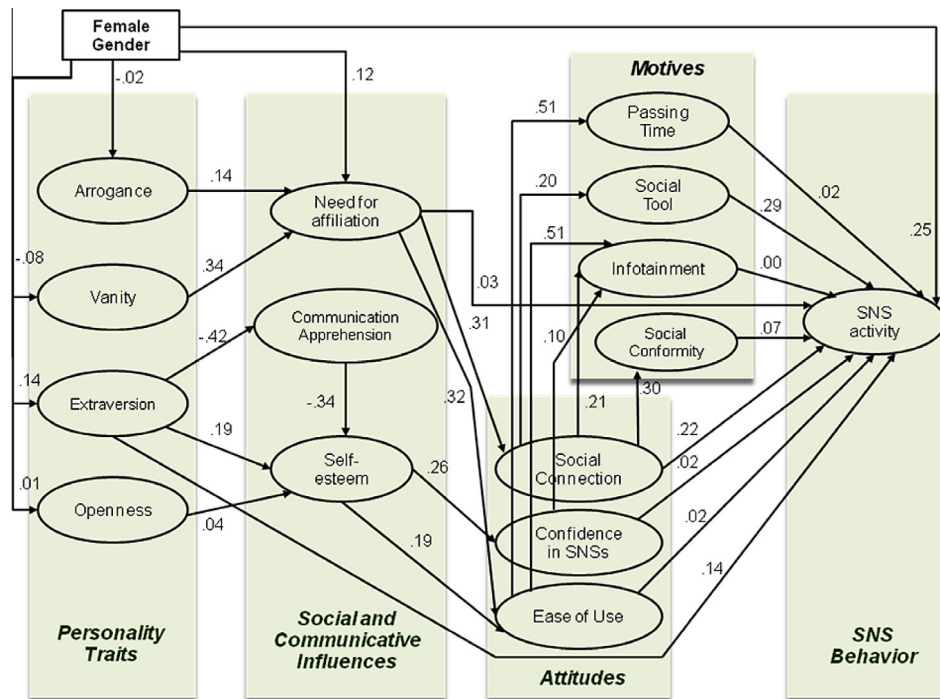 Female
Gender
-.02
.12
Motives
.51
Passing
Time
Arrogance
.14
Need for
affiliation
.20
Social
Tool
.02
.29
.25
-.08
Vanity
.34
.03
.51
Infotainment
.00
SNS
activity
Communication
Apprehension
-.42
.31
.10
Social
Conformity
.07
.14
Extraversion
-.34
.32
.21
.30
.19
.22
Self-
esteem
.26
Social
Connection
.02
.01
Openness
.04
.19
Confidence
in SNSs
.02
.14
Ease of Use
Personality
Traits
Social and
Communicative
Influences
Attitudes
SNS
Behavior